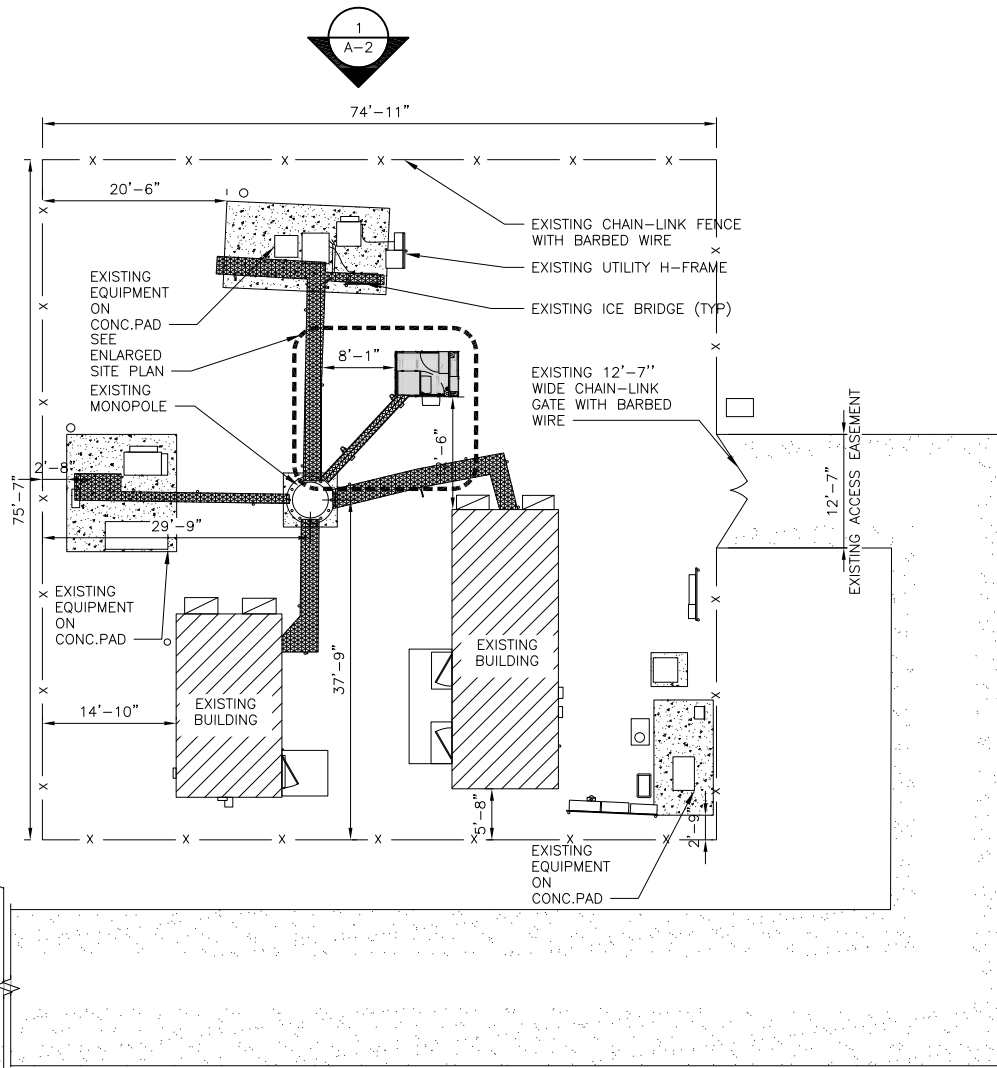 1
A-2
74'-11"
20'-6"
EXISTING CHAIN-LINK FENCE
WITH BARBED WIRE
EXISTING UTILITY H-FRAME
EXISTING ICE BRIDGE (TYP)
EXISTING
EQUIPMENT
ON
CONC.PAD
SEE
ENLARGED
SITE PLAN
EXISTING
MONOPOLE
8'-1"
EXISTING 12'-7''
WIDE CHAIN-LINK
GATE WITH BARBED
WIRE
2'-8"
75'-7"
29'-9"
12'-7"
EXISTING ACCESS EASEMENT
EXISTING
EQUIPMENT
ON
CONC.PAD
37'-9"
EXISTING
BUILDING
EXISTING
BUILDING
14'-10"
5'-8"
2'-9"
EXISTING
EQUIPMENT
ON
CONC.PAD